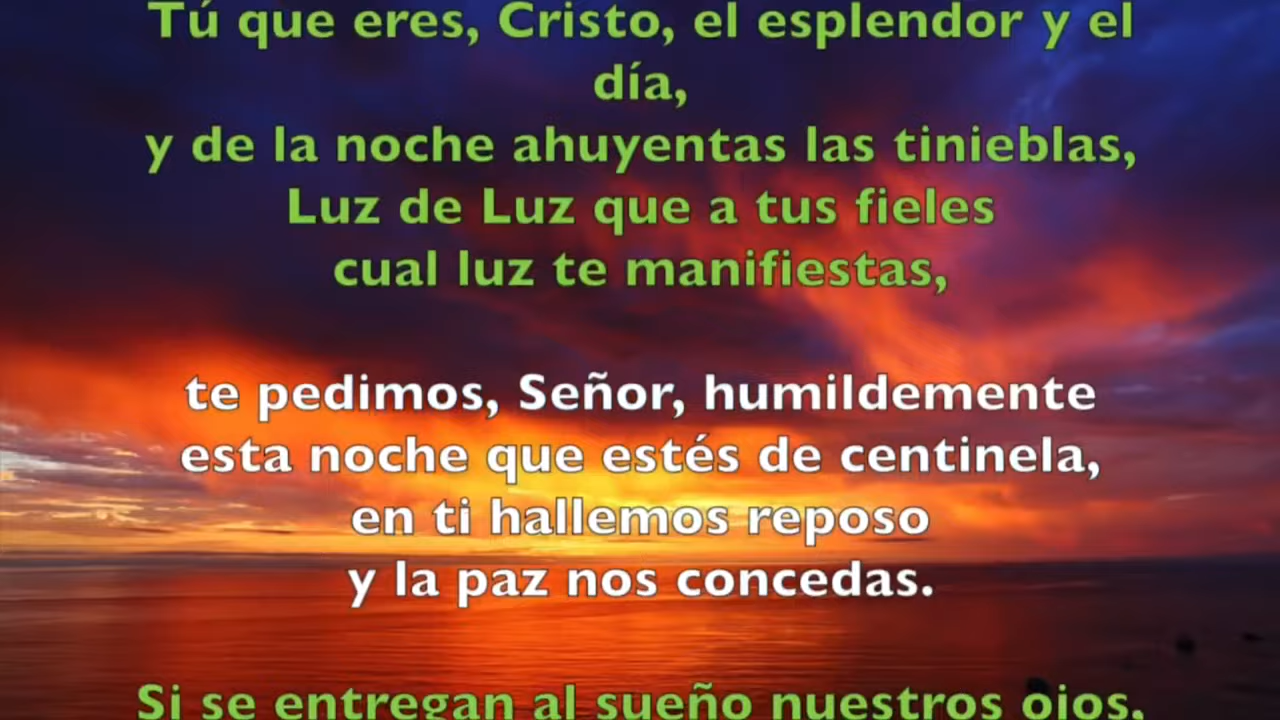 Tú que eres, Cristo, el esplendor y el
día,
y de la noche ahuyentas las tinieblas,
Luz de Luz que a tus fieles
cual luz te manifiestas,
te pedimos, Señor, humildemente
esta noche que estés de centinela,
en ti hallemos reposo
y la paz nos concedas.
Si se entregan al sueño nuestros ojos,